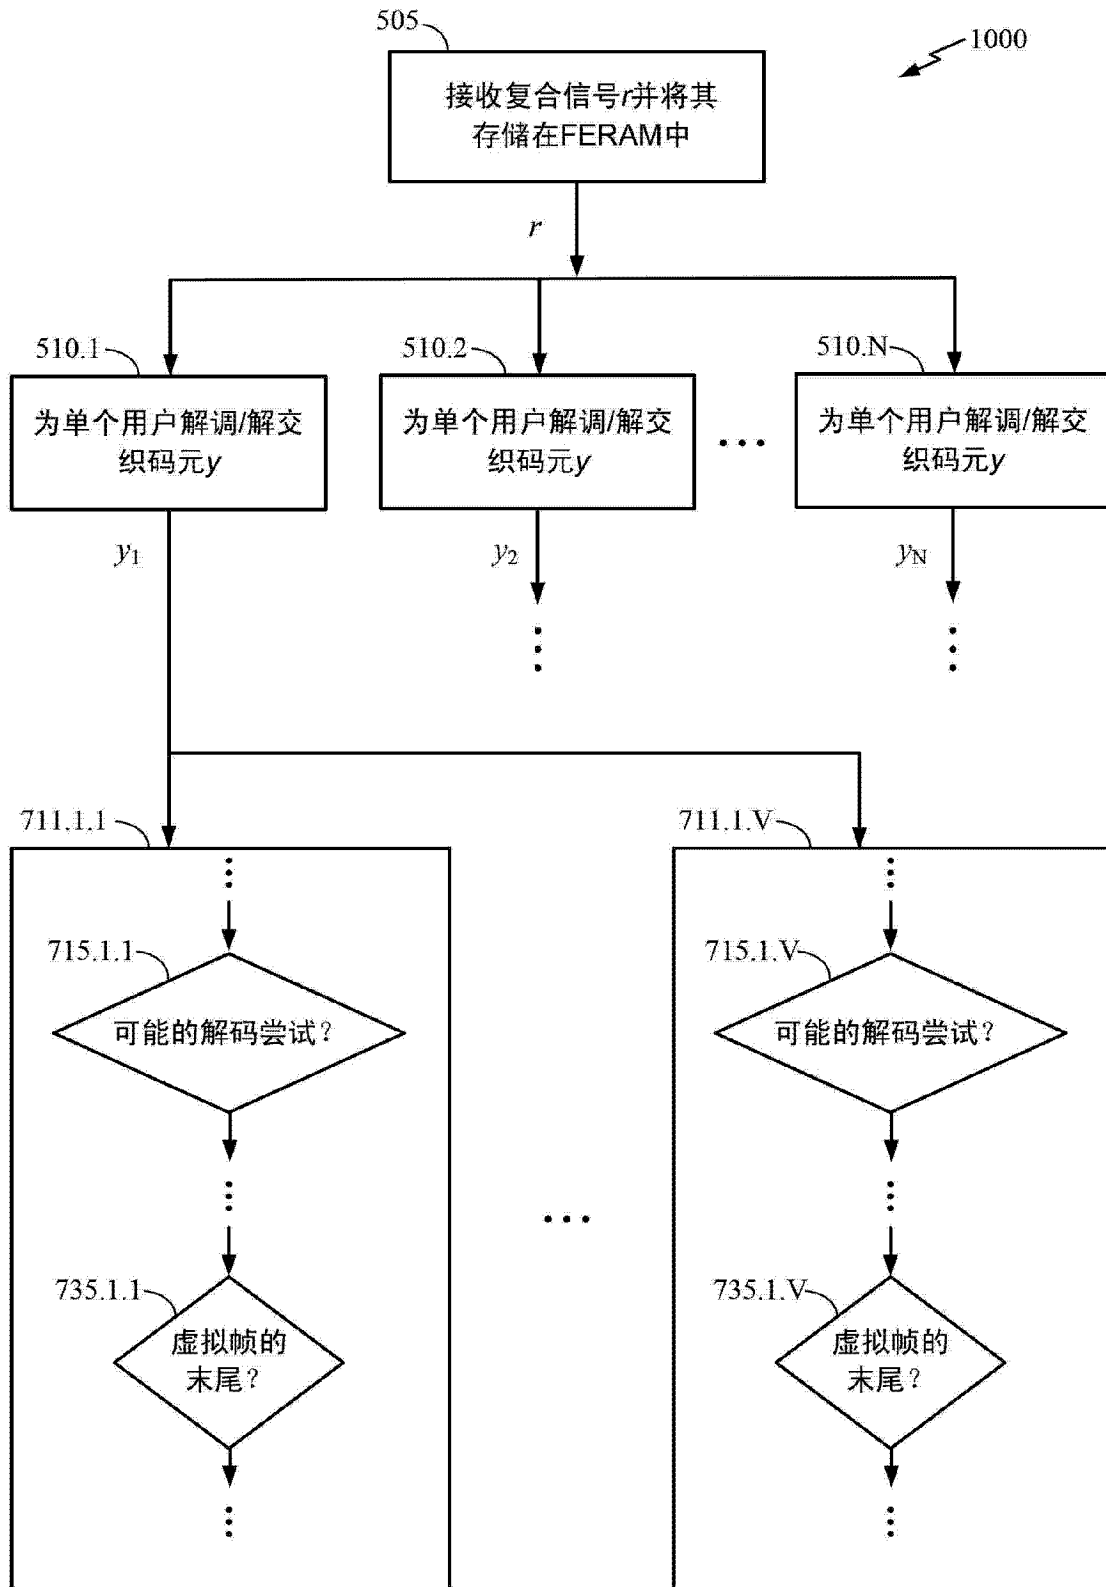 505
1000
接收复合信号r并将其
存储在FERAM中
r
510.1
510.2
510.N
为单个用户解调/解交
织码元y
为单个用户解调/解交
织码元y
为单个用户解调/解交
织码元y
y1
y2
yN
711.1.1
711.1.V
715.1.1
715.1.V
可能的解码尝试？
可能的解码尝试？
735.1.1
735.1.V
虚拟帧的
末尾？
虚拟帧的
末尾？